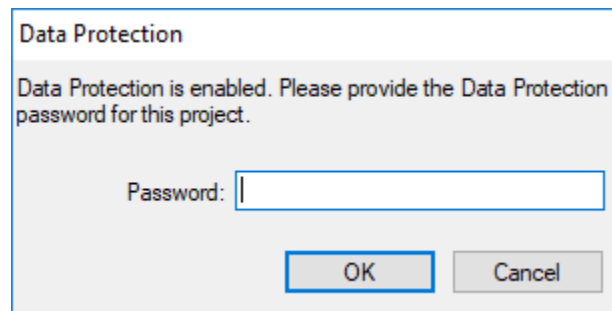 Data Protection
Data Protection is enabled. Please provide the Data Protection
password for this project.
Password:
OK
Cancel